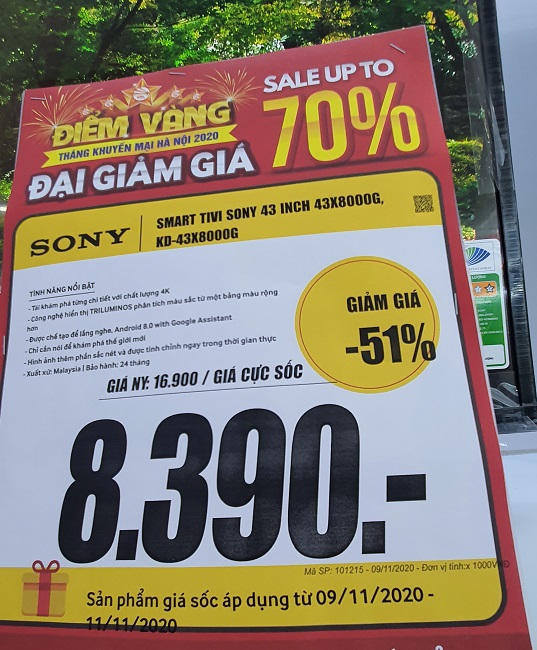 SALE UP TO
70%
ĐIỂM VÀNG
THÁNG KHUYẾN MẠI HÀ NỘI 2020
ĐẠI GIẢM GIÁ
SONY
SMART TIVI SONY 43 INCH 43X8000G,
KD-43X8000G
TÍNH NĂNG NỔI BẬT
- Tái khám phá từng chi tiết với chất lượng 4K
- Công nghệ hiển thị TRILUMINOS phân tích màu sắc từ một bảng màu rộng
hơn
- Được chế tạo để lắng nghe, Android 8.0 with Google Assistant
- Chỉ cần nói để khám phá thế giới mới
- Hình ảnh thêm phần sắc nét và được tinh chỉnh ngay trong thời gian thực
- Xuất xứ: Malaysia | Bảo hành: 24 tháng
GIẢM GIÁ
-51%
GIÁ NY: 16.900 / GIÁ CỰC SỐC
8.390.-
Mã SP: 101215 - 09/11/2020 - Đơn vị tính:x 1000VNĐ
Sản phẩm giá sốc áp dụng từ 09/11/2020 -
11/11/2020